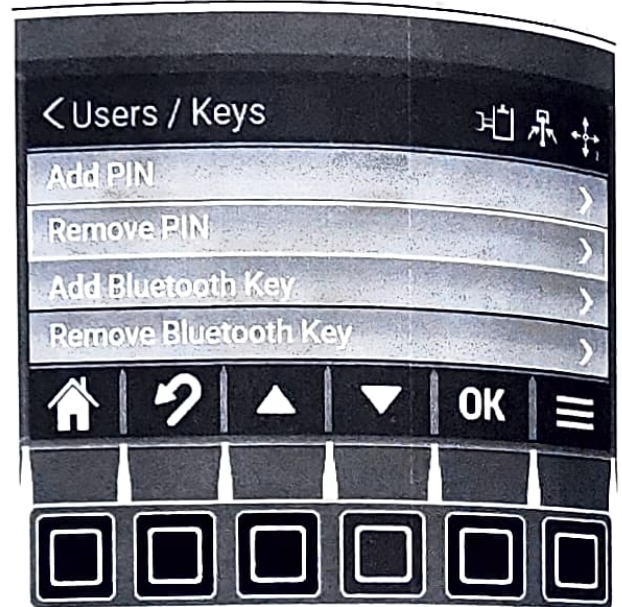 <Users / Keys
Add PIN
Remove PIN
Add Bluetooth Key
Remove Bluetooth Key
OK